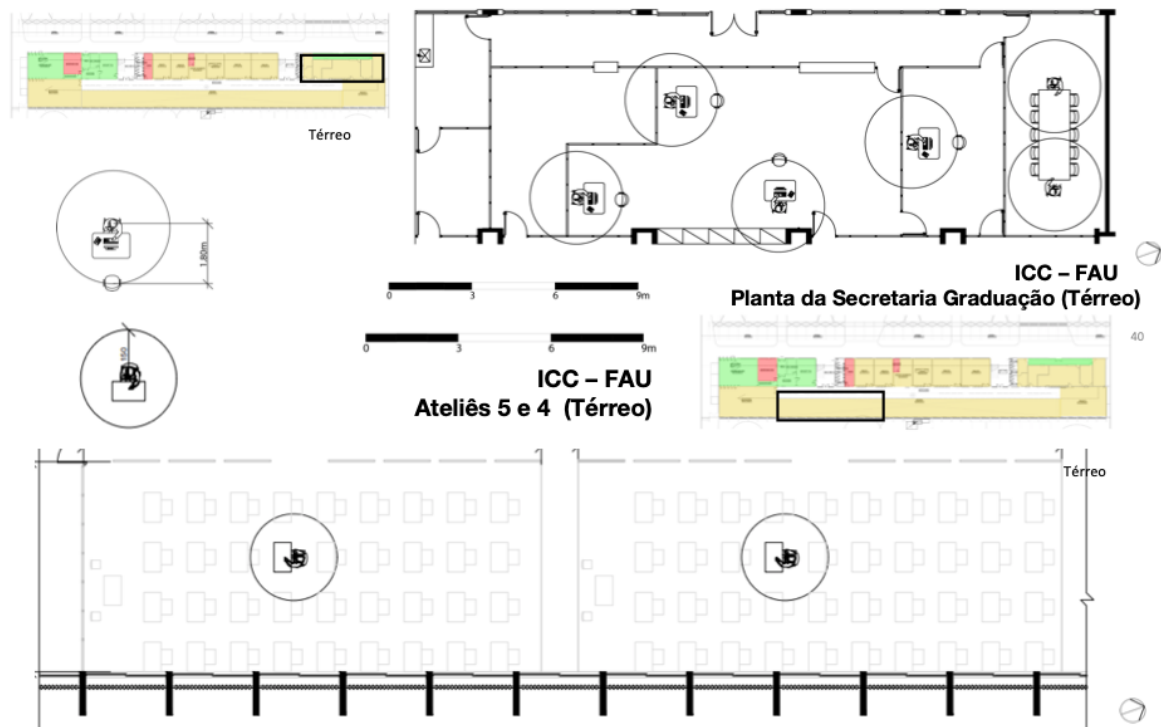 Térreo
1.80m
0
3
6
9m
ICC – FAU
Planta da Secretaria Graduação (Térreo)
40
0
3
6
9m
150
ICC – FAU
Ateliês 5 e 4 (Térreo)
Térreo